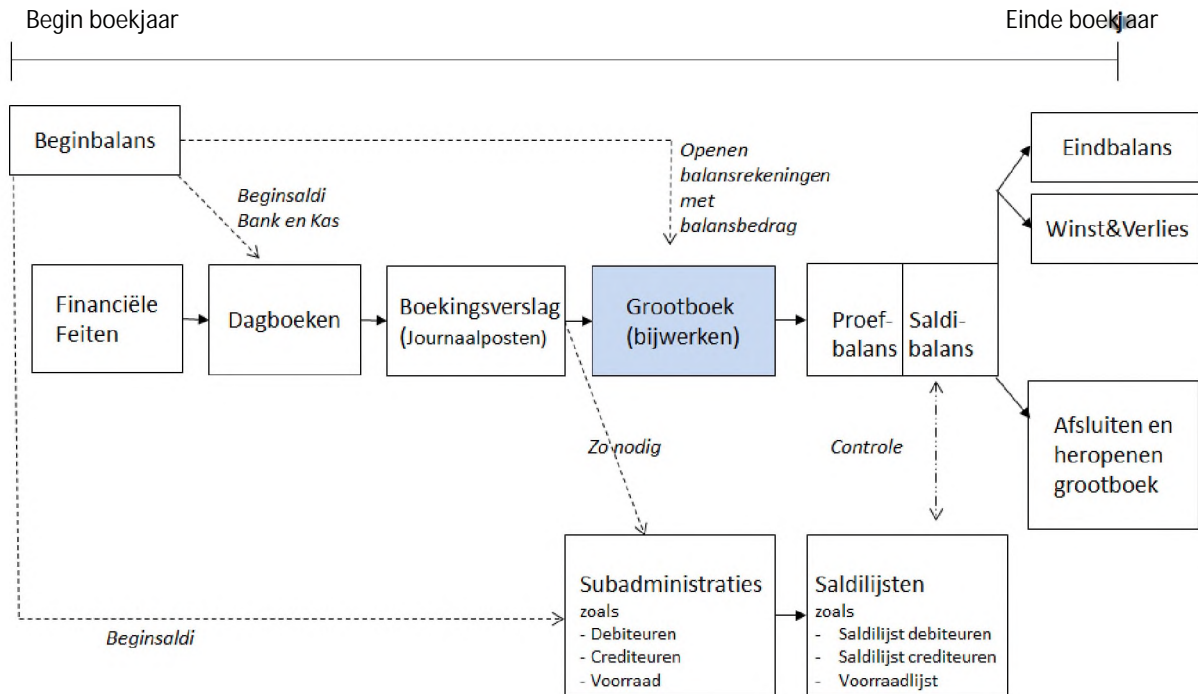 Begin boekjaar
Einde boekjaar
Beginbalans
Openen
balansrekeningen
met
balansbedrag
Beginsaldi
Bank en Kas
Eindbalans
Winst&Verlies
Financiële
Feiten
Dagboeken
Boekingsverslag
(Journaalposten)
Grootboek
(bijwerken)
Proef-
balans
Saldi-
balans
Afsluiten en
heropenen
grootboek
Zo nodig
Controle
Beginsaldi
Subadministraties
zoals
- Debiteuren
- Crediteuren
- Voorraad
Saldilijsten
zoals
- Saldilijst debiteuren
- Saldilijst crediteuren
- Voorraadlijst